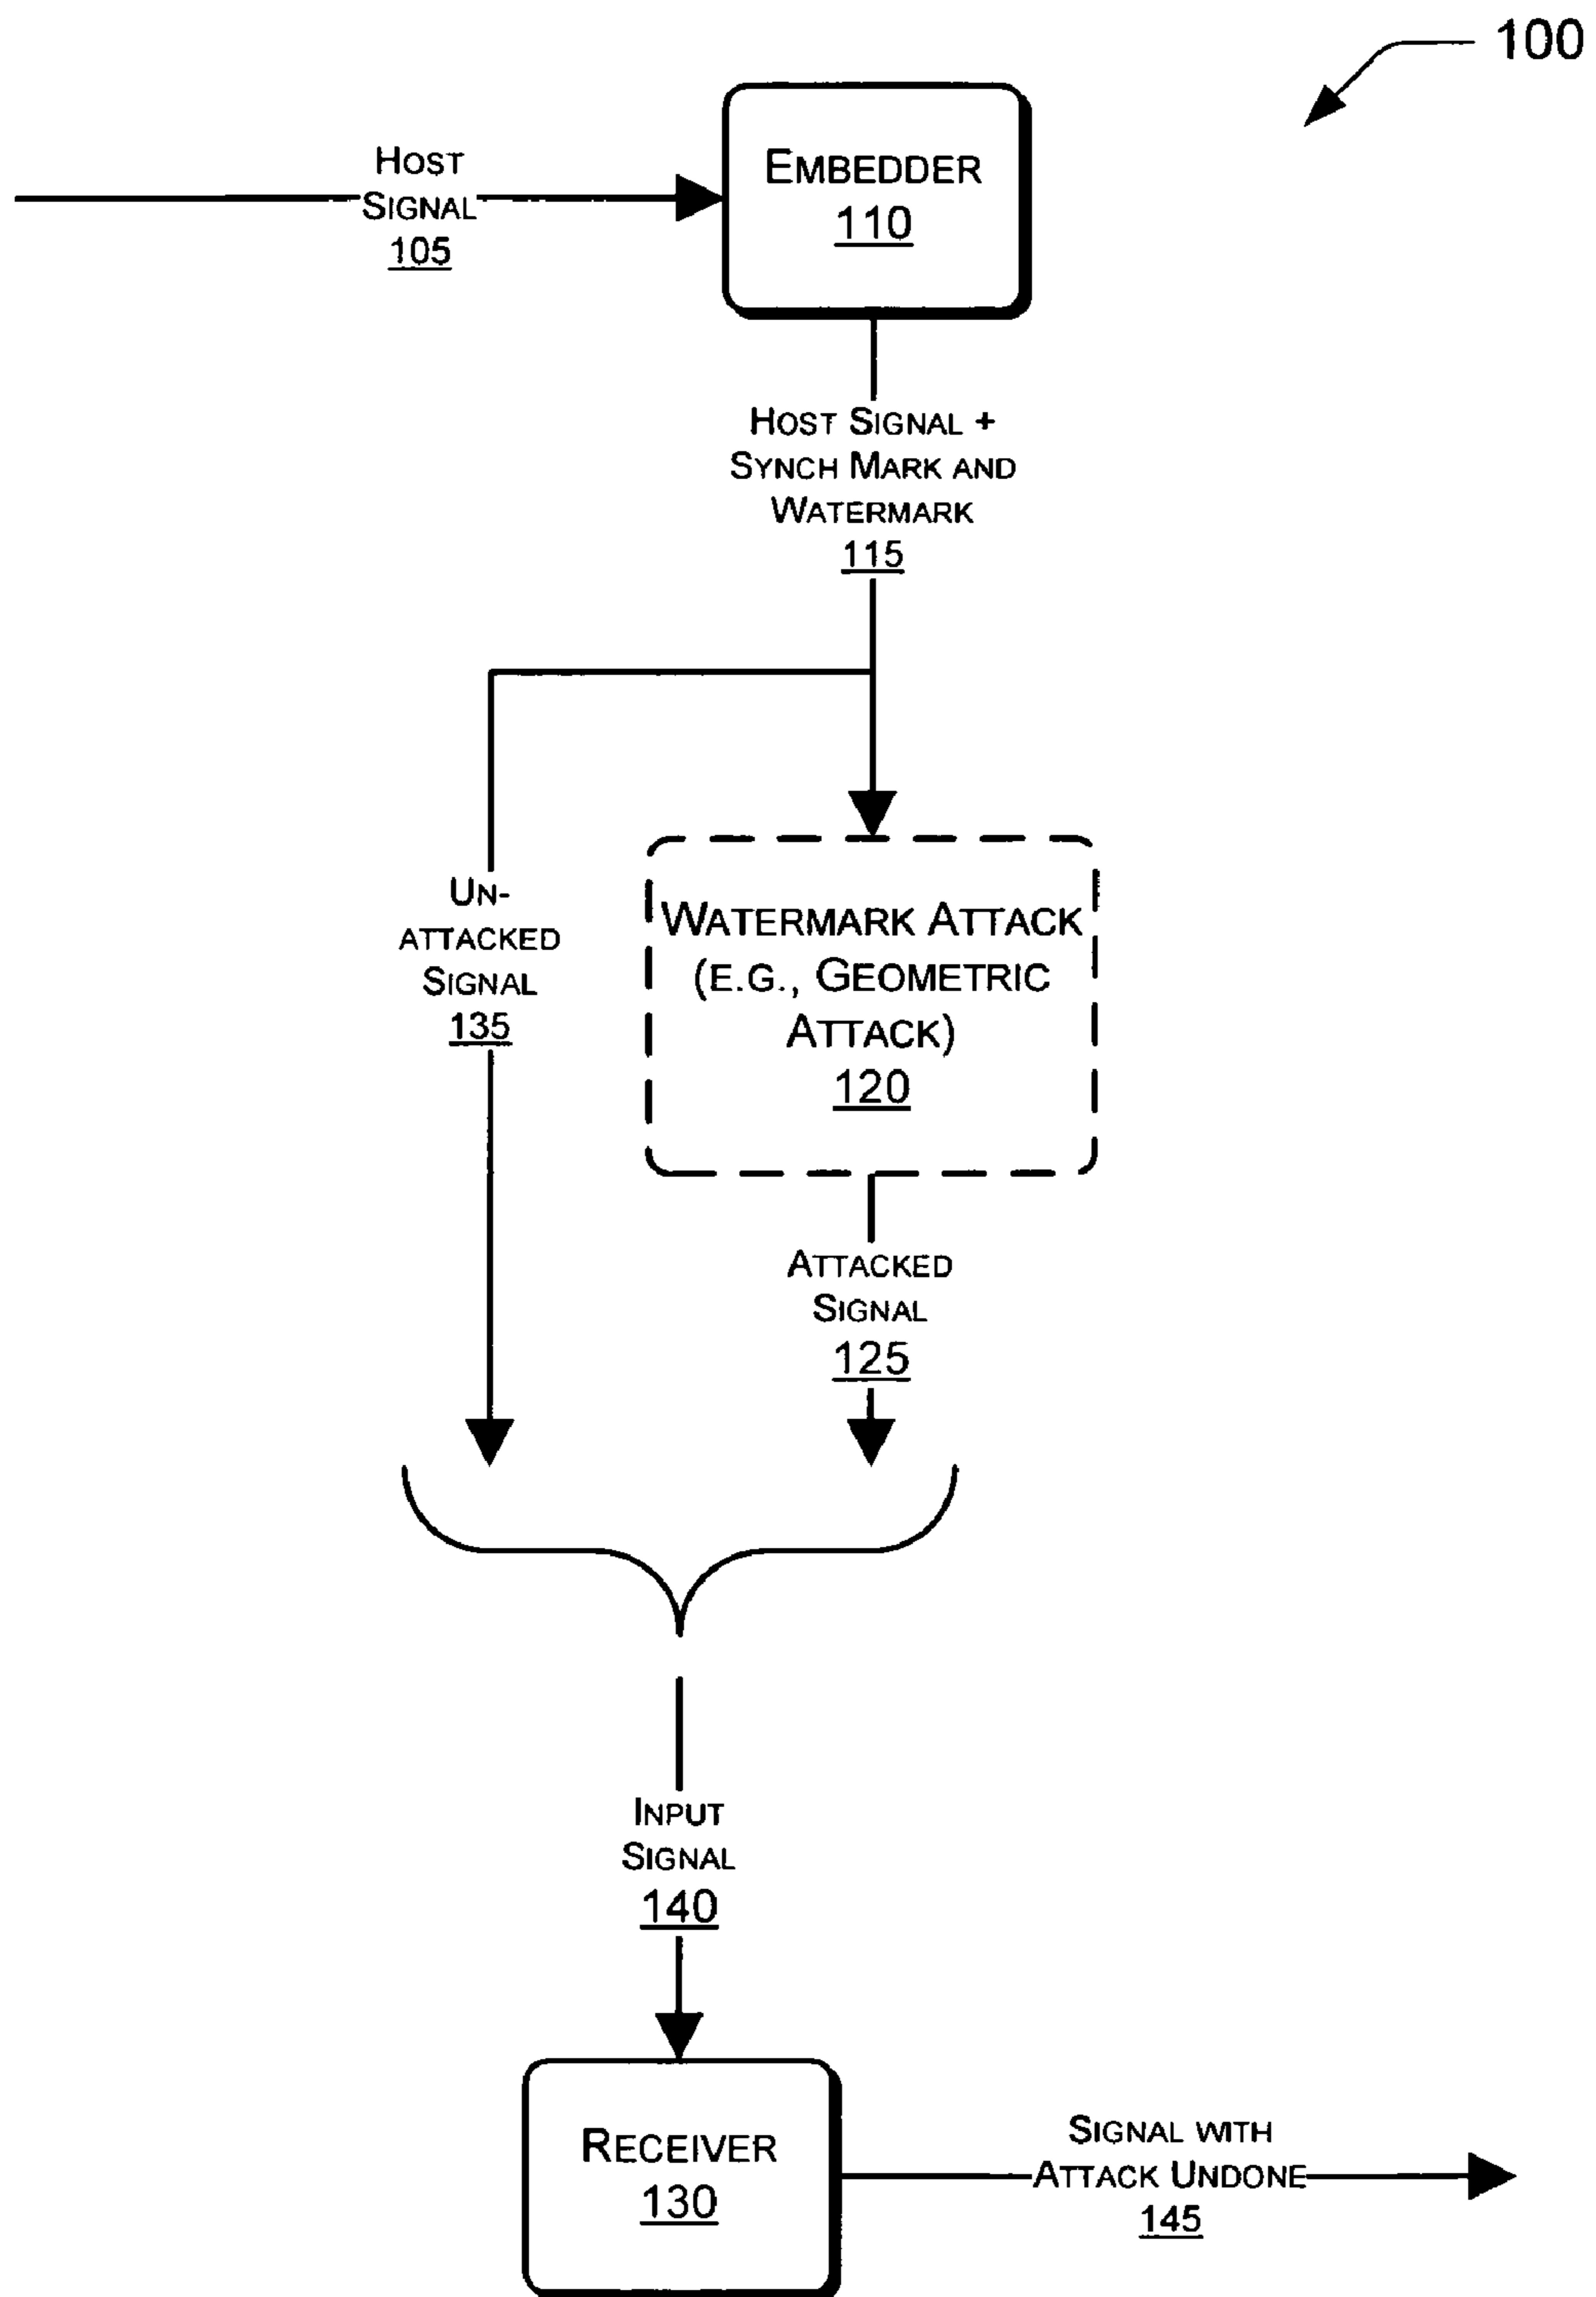 100
HOST
SIGNAL
105
EMBEDDER
110
HOST SIGNAL +
SYNCH MARK AND
WATERMARK
115
UN-
ATTACKED
SIGNAL
135
WATERMARK ATTACK
(E.G., GEOMETRIC
ATTACK)
120
ATTACKED
SIGNAL
125
INPUT
SIGNAL
140
RECEIVER
130
SIGNAL WITH
ATTACK UNDONE
145